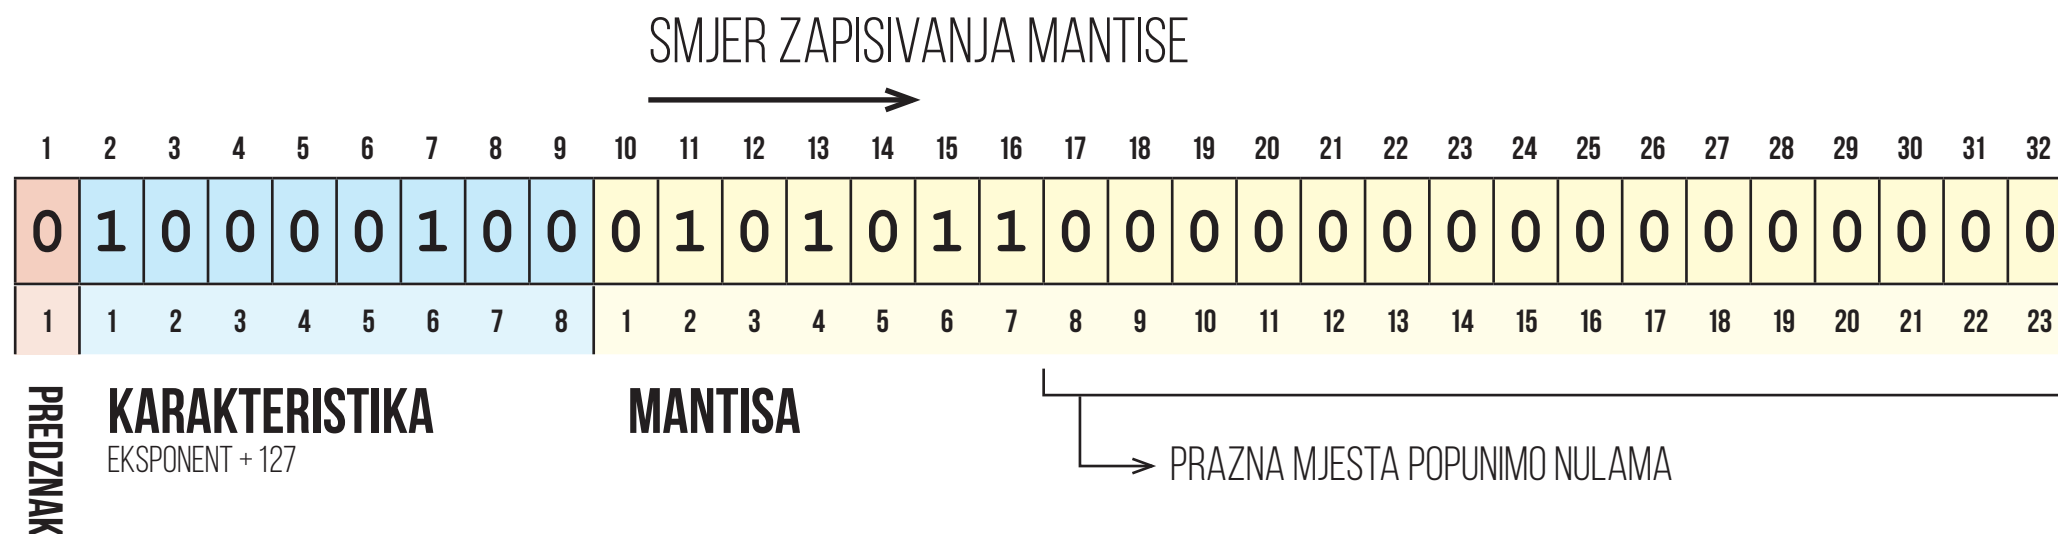 SMJER ZAPISIVANJA MANTISE
1 2 3 4 5 6 7 8 9 10 11 12 13 14 15 16 17 18 19 20 21 22 23 24 25 26 27 28 29 30 31 32
0 1 0 0 0 0 1 0 0 0 1 0 1 0 1 1 0 0 0 0 0 0 0 0 0 0 0 0 0 0 0 0
1 1 2 3 4 5 6 7 8 1 2 3 4 5 6 7 8 9 10 11 12 13 14 15 16 17 18 19 20 21 22 23
PREDZNAK
KARAKTERISTIKA
EKSPONENT + 127
MANTISA
PRAZNA MJESTA POPUNIMO NULAMA